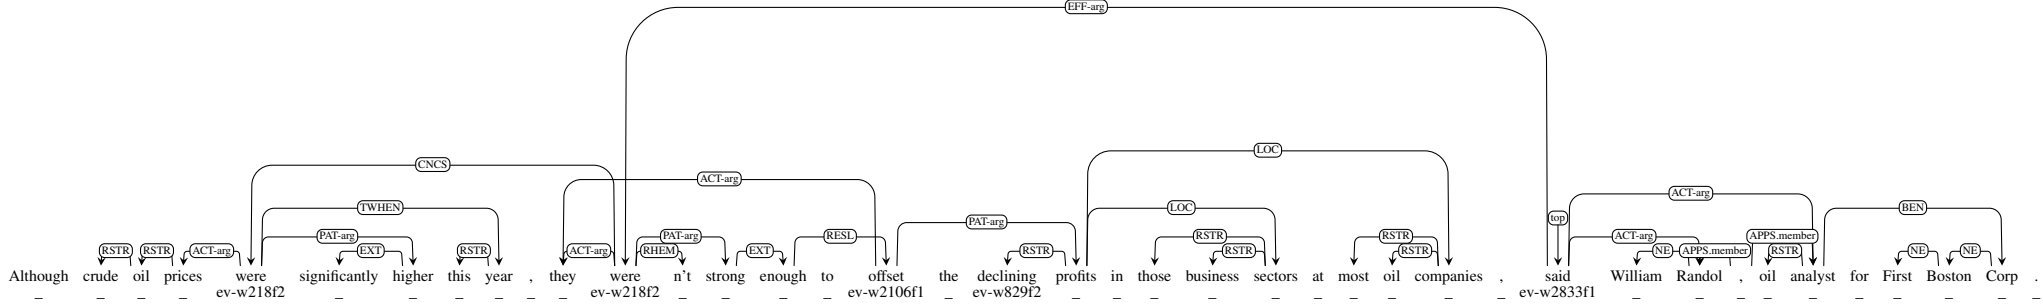 EFF-arg
CNCS LOC
ACT-arg
TWHEN PAT-arg LOC top ACT-arg BEN
RSTR RSTR ACT-arg PAT-arg EXT RSTR ACT-arg RHEM PAT-arg EXT RESL RSTR RSTR RSTR RSTR RSTR ACT-arg NE APPS.member APPS.member RSTR NE NE
Although crude oil prices were significantly higher this year , they were n't strong enough to offset the declining profits in those business sectors at most oil companies , said William Randol , oil analyst for First Boston Corp .
_ _ _ _ ev-w218f2 _ _ _ _ _ _ ev-w218f2 _ _ _ _ ev-w2106f1 _ ev-w829f2 _ _ _ _ _ _ _ _ _ _ ev-w2833f1 _ _ _ _ _ _ _ _ _ _